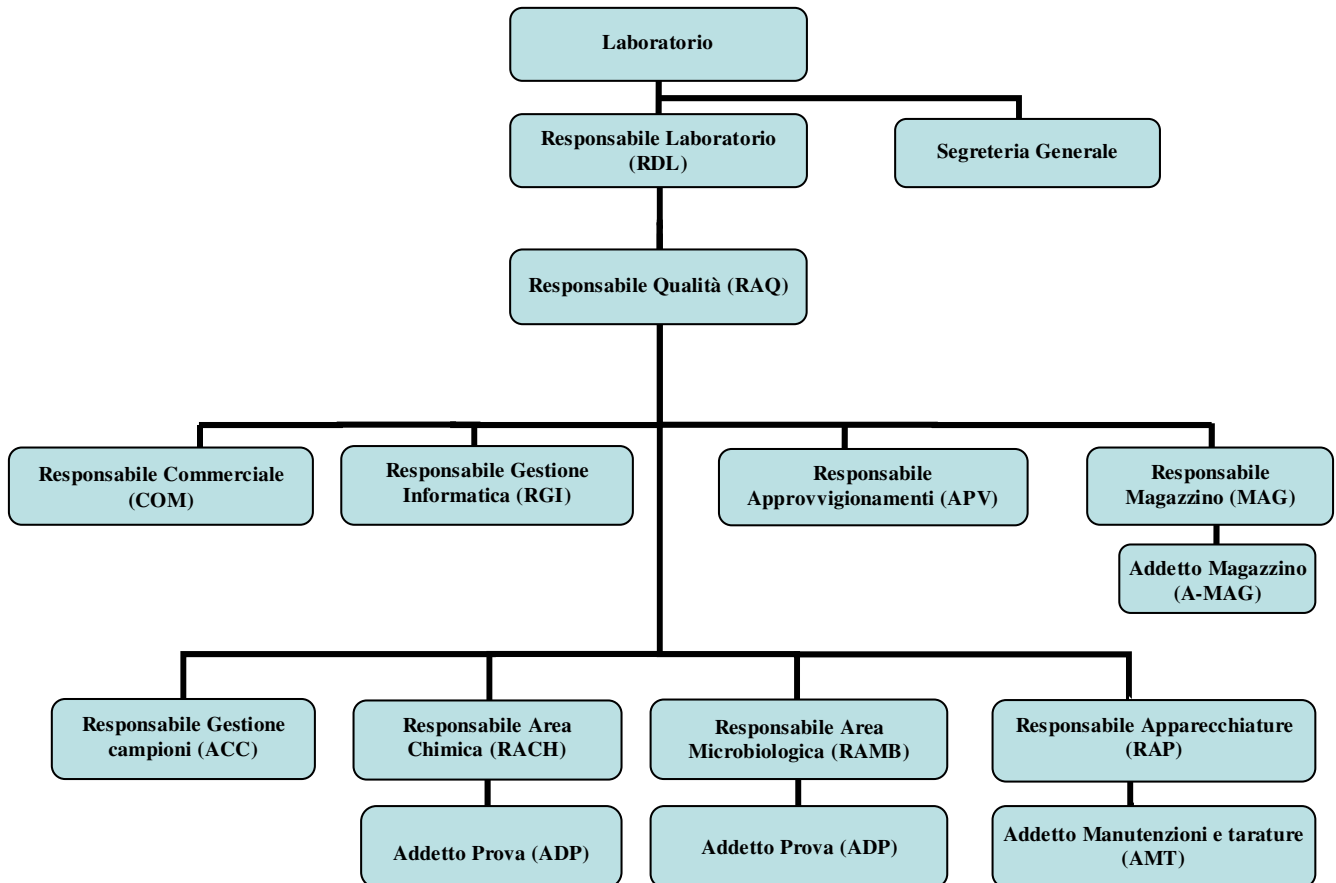 Laboratorio
Responsabile Laboratorio
(RDL)
Segreteria Generale
Responsabile Qualità (RAQ)
Responsabile Commerciale
(COM)
Responsabile Gestione
Informatica (RGI)
Responsabile
Approvvigionamenti (APV)
Responsabile
Magazzino (MAG)
Addetto Magazzino
(A-MAG)
Responsabile Gestione
campioni (ACC)
Responsabile Area
Chimica (RACH)
Responsabile Area
Microbiologica (RAMB)
Responsabile Apparecchiature
(RAP)
Addetto Prova (ADP)
Addetto Prova (ADP)
Addetto Manutenzioni e tarature
(AMT)